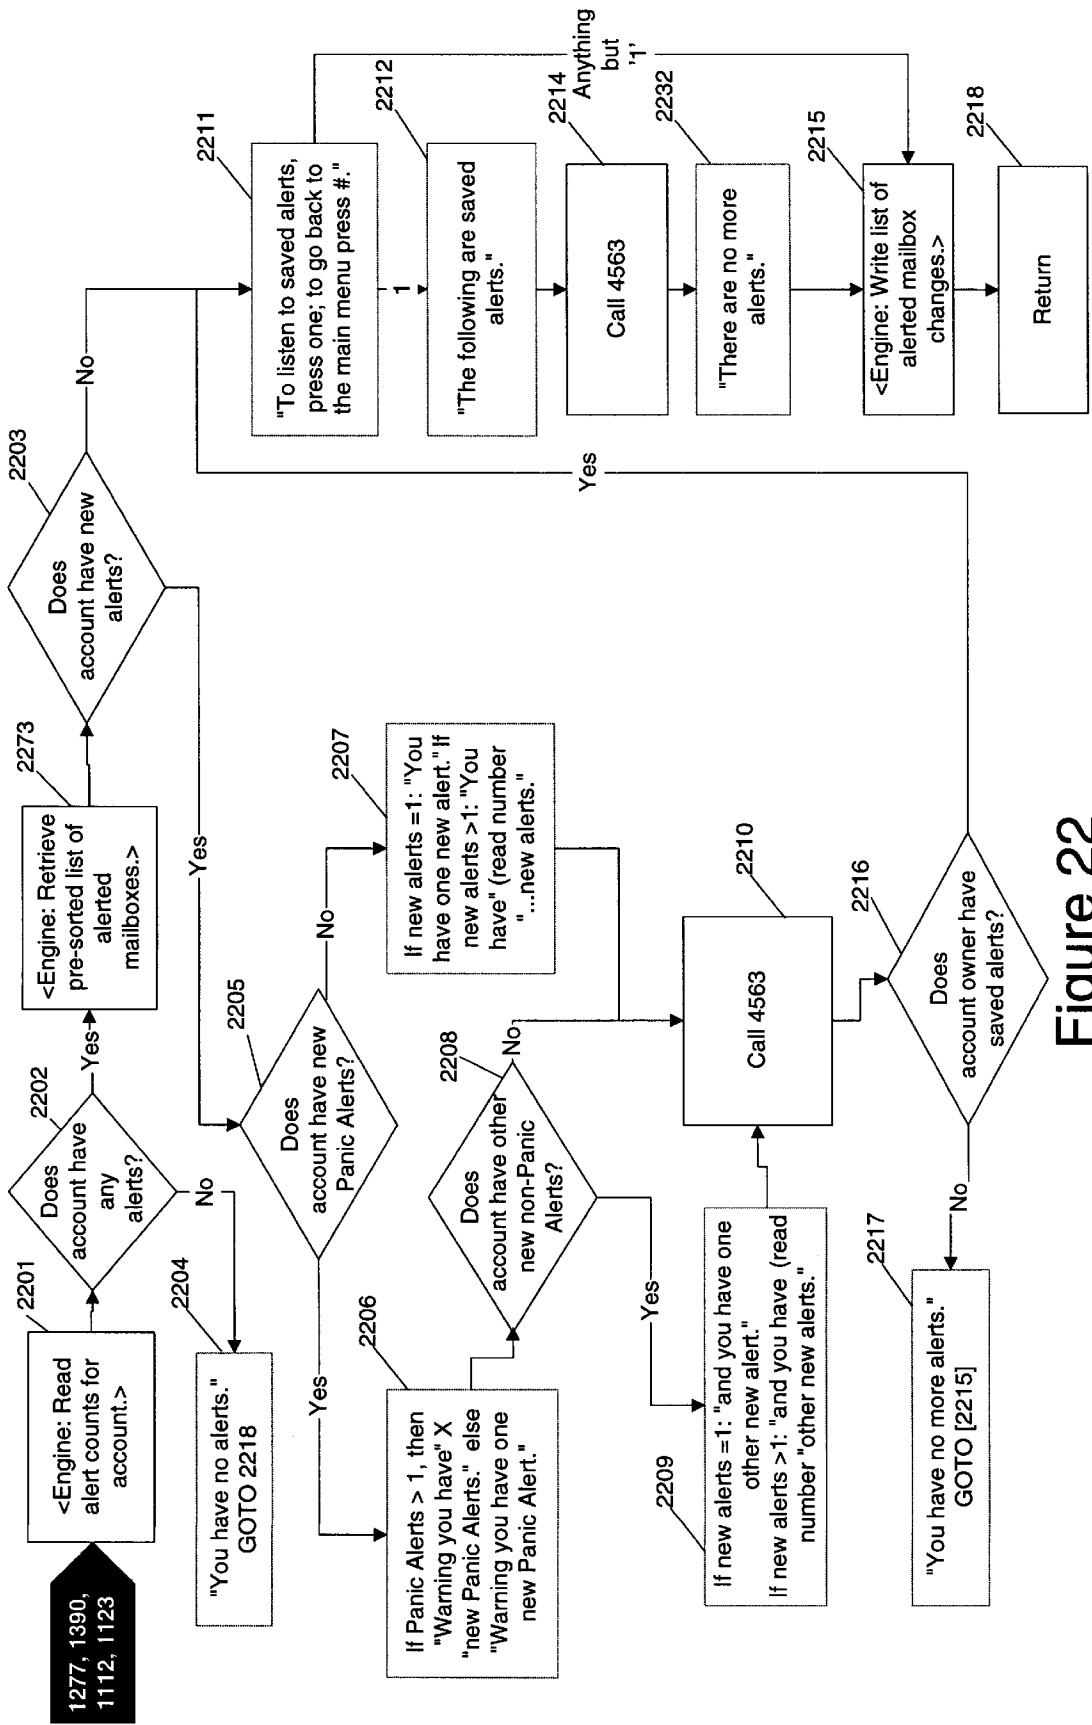 1277, 1390,
1112, 1123
2201
<Engine: Read
alert counts for
account.>
2202
Does
account have
any
alerts?
Yes
No
2204
"You have no alerts."
GOTO 2218
2273
<Engine: Retrieve
pre-sorted list of
alerted
mailboxes.>
2203
Does
account have new
alerts?
No
Yes
2205
Does
account have new
Panic Alerts?
Yes
No
2206
If Panic Alerts > 1, then
"Warning you have" X
"new Panic Alerts." else
"Warning you have one
new Panic Alert."
2207
If new alerts =1: "You
have one new alert."If
new alerts >1: "You
have" (read number
"...new alerts."
2208
Does
account have other
new non-Panic
Alerts?
No
Yes
2209
If new alerts =1: "and you have one
other new alert."
If new alerts >1: "and you have (read
number "other new alerts."
2210
Call 4563
2216
Does
account owner have
saved alerts?
No
Yes
2217
"You have no more alerts."
GOTO [2215]
2211
"To listen to saved alerts,
press one; to go back to
the main menu press #."
1
Anything
but
'1'
2212
"The following are saved
alerts."
2214
Call 4563
2232
"There are no more
alerts."
2215
<Engine: Write list of
alerted mailbox
changes.>
2218
Return
Figure 22